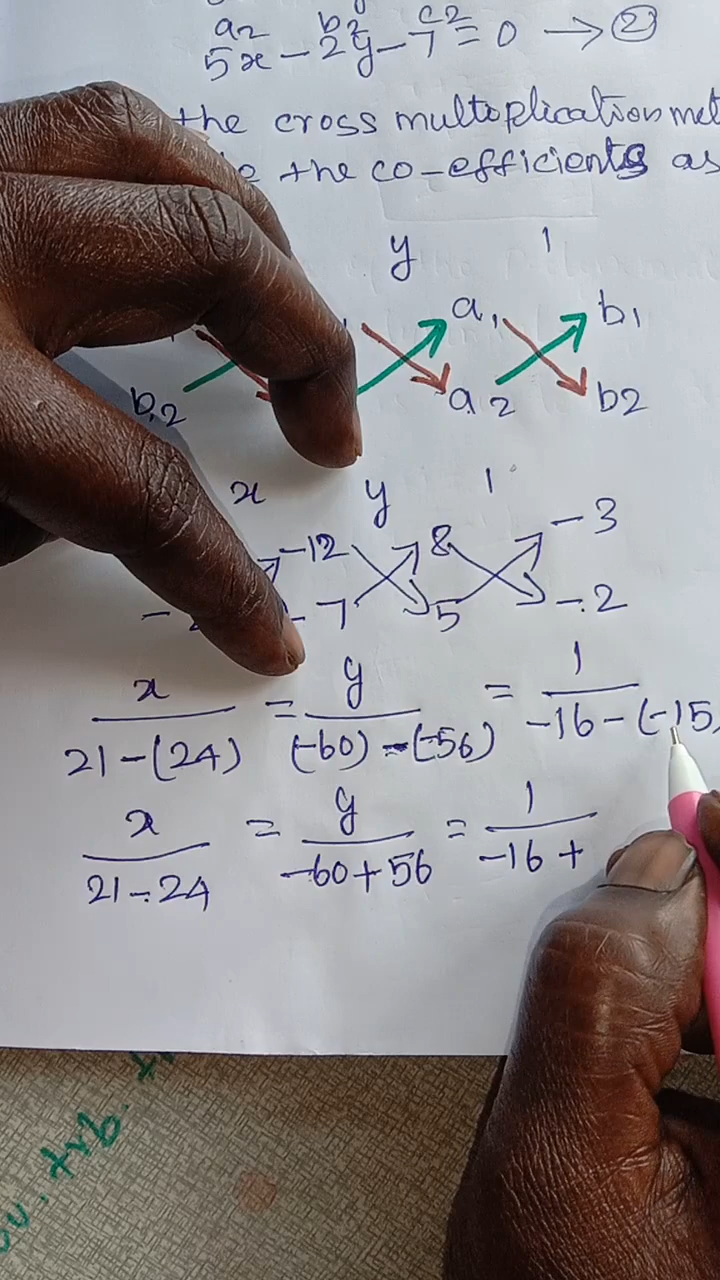 a2 b2 c2
5x - 2y - 7 = 0 → ②
the cross multiplication
the co-efficients as
y 1
a1 b1
b2 a2 b2
x y 1
-12 8 -3
-7 5 -2
x/21-(24) = y/(-60)-(-56) = 1/-16-(-15)
x/21-24 = y/-60+56 = 1/-16+